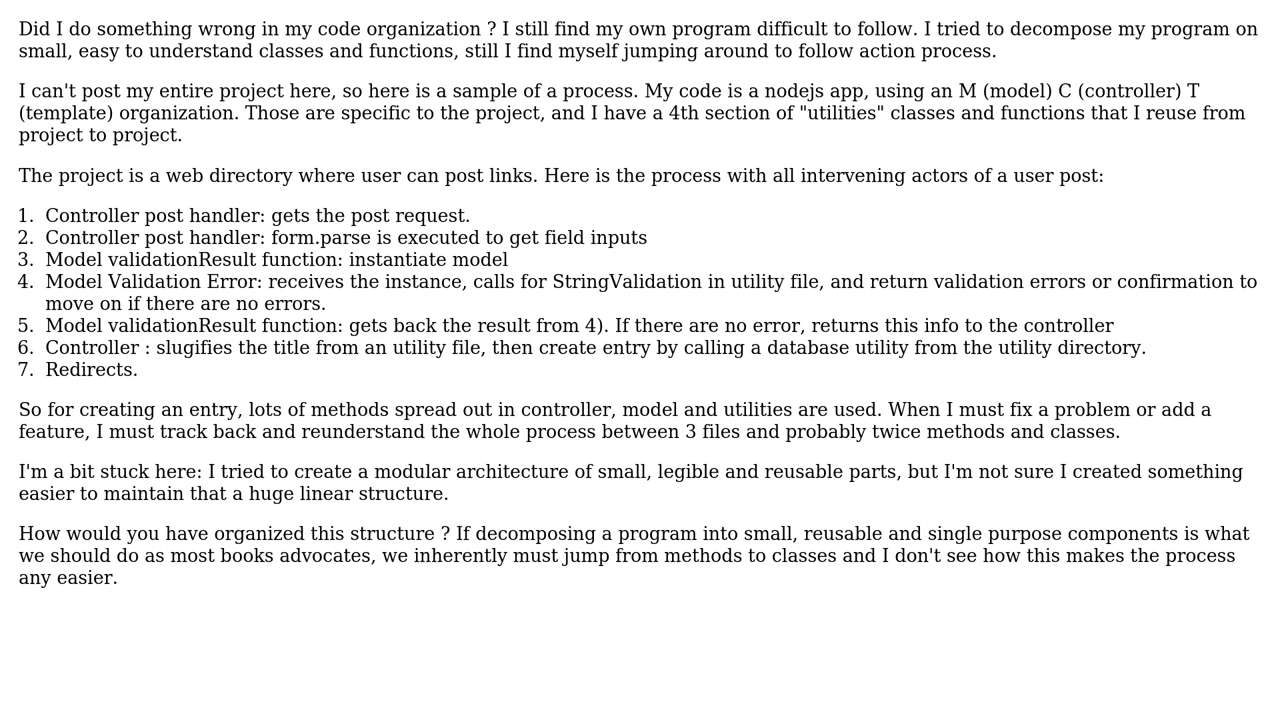 Did I do something wrong in my code organization ? I still find my own program difficult to follow. I tried to decompose my program on
small, easy to understand classes and functions, still I find myself jumping around to follow action process.
I can't post my entire project here, so here is a sample of a process. My code is a nodejs app, using an M (model) C (controller) T
(template) organization. Those are specific to the project, and I have a 4th section of "utilities" classes and functions that I reuse from
project to project.
The project is a web directory where user can post links. Here is the process with all intervening actors of a user post:
1. Controller post handler: gets the post request.
2. Controller post handler: form.parse is executed to get field inputs
3. Model validationResult function: instantiate model
4. Model Validation Error: receives the instance, calls for StringValidation in utility file, and return validation errors or confirmation to
move on if there are no errors.
5. Model validationResult function: gets back the result from 4). If there are no error, returns this info to the controller
6. Controller : slugifies the title from an utility file, then create entry by calling a database utility from the utility directory.
7. Redirects.
So for creating an entry, lots of methods spread out in controller, model and utilities are used. When I must fix a problem or add a
feature, I must track back and reunderstand the whole process between 3 files and probably twice methods and classes.
I'm a bit stuck here: I tried to create a modular architecture of small, legible and reusable parts, but I'm not sure I created something
easier to maintain that a huge linear structure.
How would you have organized this structure ? If decomposing a program into small, reusable and single purpose components is what
we should do as most books advocates, we inherently must jump from methods to classes and I don't see how this makes the process
any easier.